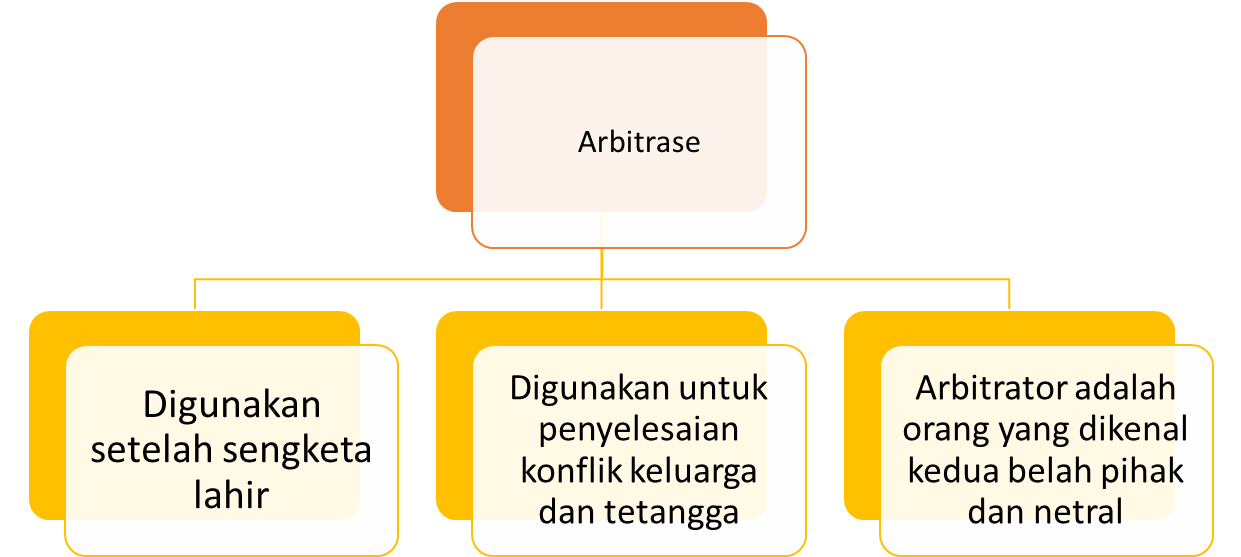 Arbitrase
Digunakan
setelah sengketa
lahir
Digunakan untuk
penyelesaian
konflik keluarga
dan tetangga
Arbitrator adalah
orang yang dikenal
kedua belah pihak
dan netral